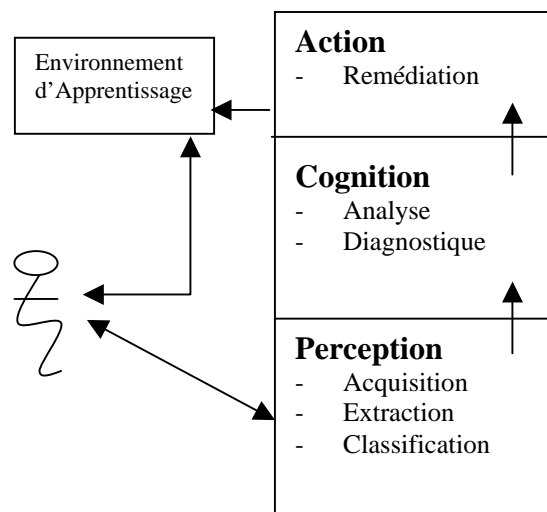 Environnement
d’Apprentissage
Action
- Remédiation
Cognition
- Analyse
- Diagnostique
Perception
- Acquisition
- Extraction
- Classification